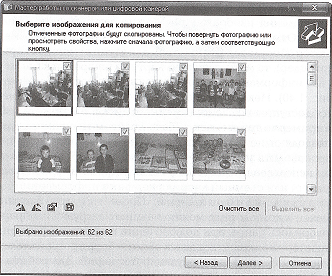 Мастер работы со сканером или цифровой камерой
Выберите изображения для копирования
Отмеченные фотографии будут скопированы. Чтобы повернуть фотографию или
просмотреть свойства, нажмите сначала фотографию, а затем соответствующую
кнопку.
Очистить все
Выделить все
Выбрано изображений: 62 из 62
< Назад
Далее >
Отмена